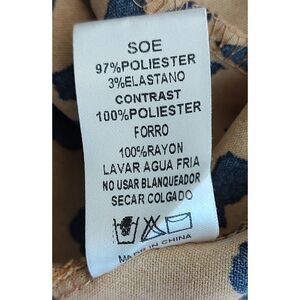 SOE
97%POLIESTER
3%ELASTANO
CONTRAST
100%POLIESTER
FORRO
100%RAYON
LAVAR AGUA FRIA
NO USAR BLANQUEADOR
SECAR COLGADO
MADE IN CHINA